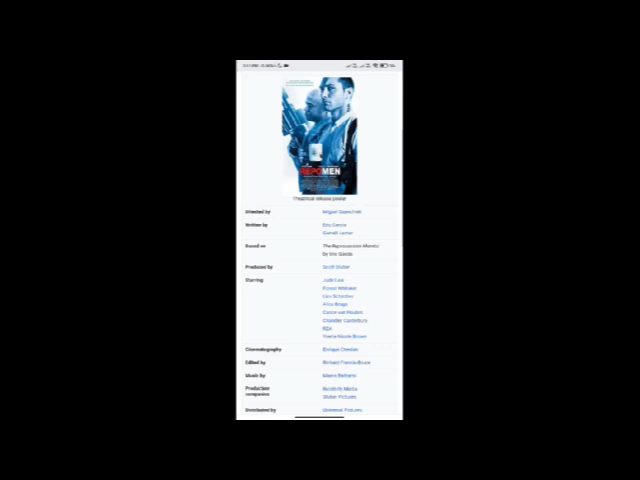 REPOMEN
Theatrical release poster
Directed by Miguel Sapochnik
Written by Eric Garcia
Garrett Lerner
Based on The Repossession Mambo
by Eric Garcia
Produced by Scott Stuber
Starring Jude Law
Forest Whitaker
Liev Schreiber
Alice Braga
Carice van Houten
Chandler Canterbury
RZA
Yvette Nicole Brown
Cinematography Enrique Chediak
Edited by Richard Francis-Bruce
Music by Marco Beltrami
Production companies Relativity Media
Stuber Pictures
Distributed by Universal Pictures